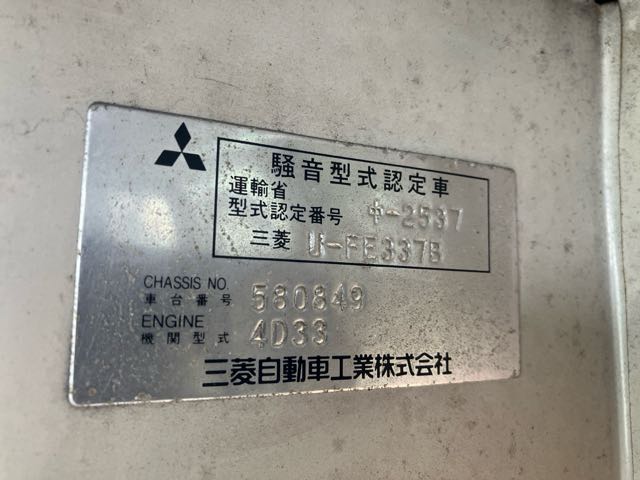 騒音型式認定車
運輸省
型式認定番号 中-2537
三菱 U-FE337B
CHASSIS NO.
車台番号 580849
ENGINE
機関型式 4D33
三菱自動車工業株式会社